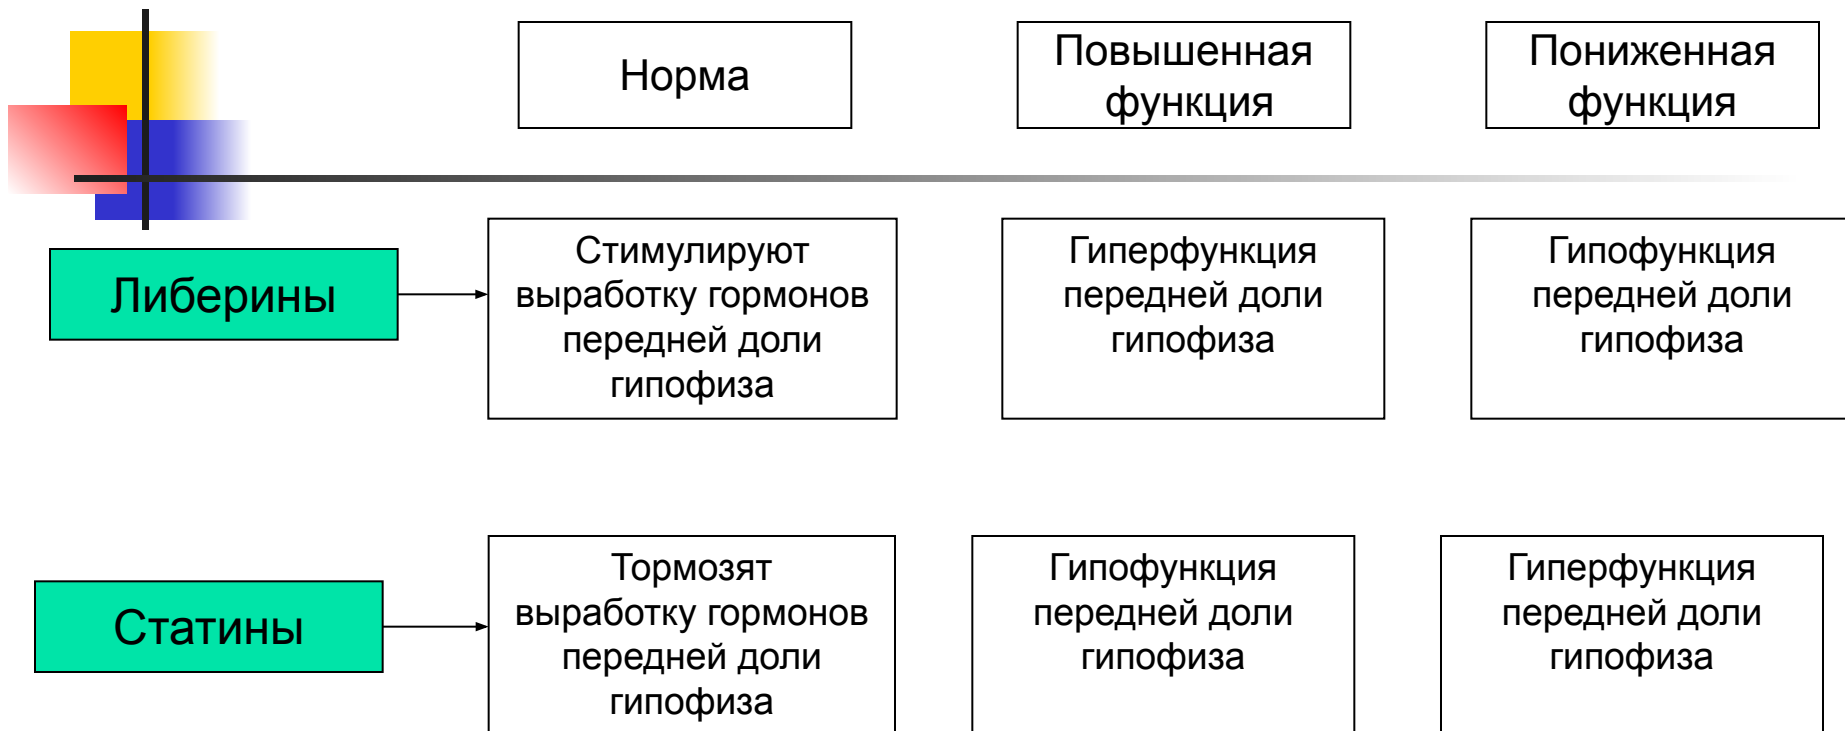 Норма
Повышенная
функция
Пониженная
функция
Либерины
Стимулируют
выработку гормонов
передней доли
гипофиза
Гиперфункция
передней доли
гипофиза
Гипофункция
передней доли
гипофиза
Статины
Тормозят
выработку гормонов
передней доли
гипофиза
Гипофункция
передней доли
гипофиза
Гиперфункция
передней доли
гипофиза